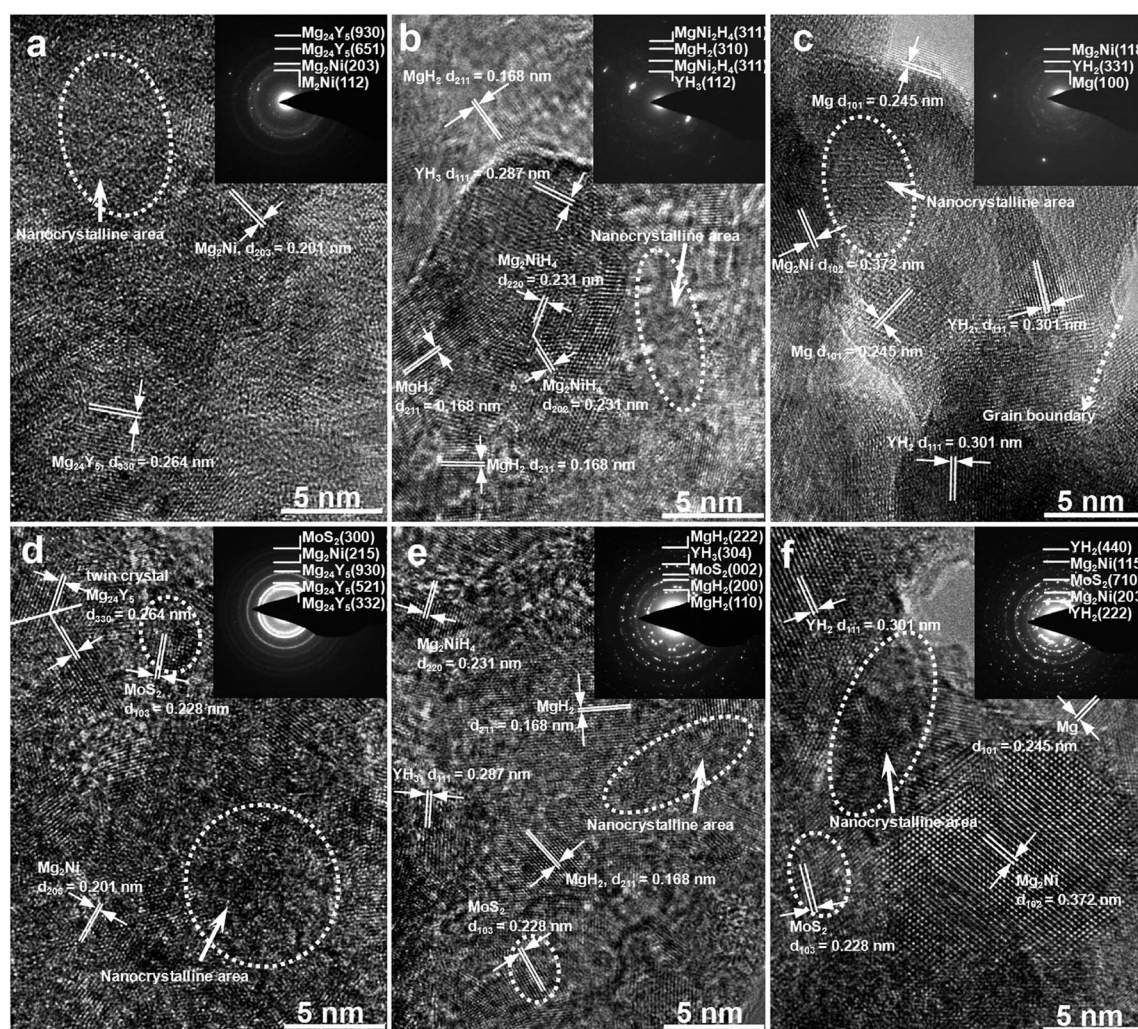 a
Mg₂₄Y₅(930)
Mg₂₄Y₅(651)
Mg₂Ni(203)
M₂Ni(112)
Nanocrystalline area
Mg₂Ni, d₂₀₃ = 0.201 nm
Mg₂₄Y₅, d₃₃₀ = 0.264 nm
5 nm
b
MgNi₂H₄(311)
MgH₂(310)
MgNi₂H₄(311)
YH₃(112)
MgH₂ d₂₁₁ = 0.168 nm
YH₃ d₁₁₁ = 0.287 nm
Nanocrystalline area
Mg₂NiH₄
d₂₂₀ = 0.231 nm
MgH₂
d₂₁₁ = 0.168 nm
Mg₂NiH₄
d₂₀₂ = 0.231 nm
MgH₂ d₂₁₁ = 0.168 nm
5 nm
c
Mg₂Ni(118
YH₂(331)
Mg(100)
Mg d₁₀₁ = 0.245 nm
Nanocrystalline area
Mg₂Ni d₁₀₂ = 0.372 nm
YH₂, d₁₁₁ = 0.301 nm
Mg d₁₀₁ = 0.245 nm
Grain boundary
YH₂ d₁₁₁ = 0.301 nm
5 nm
d
MoS₂(300)
Mg₂Ni(215)
Mg₂₄Y₅(930)
Mg₂₄Y₅(521)
Mg₂₄Y₅(332)
twin crystal
Mg₂₄Y₅
d₃₃₀ = 0.264 nm
MoS₂
d₁₀₃ = 0.228 nm
Mg₂Ni
= 0.201 nm
Nanocrystalline area
5 nm
e
MgH₂(222)
YH₃(304)
MoS₂(002)
MgH₂(200)
MgH₂(110)
Mg₂NiH₄
d₂₂₀ = 0.231 nm
MgH₂
d₂₁₁ = 0.168 nm
YH₃, d₁₁₁ = 0.287 nm
Nanocrystalline area
MgH₂, d₂₁₁ = 0.168 nm
MoS₂
d₁₀₃ = 0.228 nm
5 nm
f
YH₂(440)
Mg₂Ni(115
MoS₂(710)
Mg₂Ni(203
YH₂(222)
YH₂ d₁₁₁ = 0.301 nm
Mg
d₁₀₁ = 0.245 nm
Nanocrystalline area
Mg₂Ni
d₁₀₂ = 0.372 nm
MoS₂
d₁₀₃ = 0.228 nm
5 nm